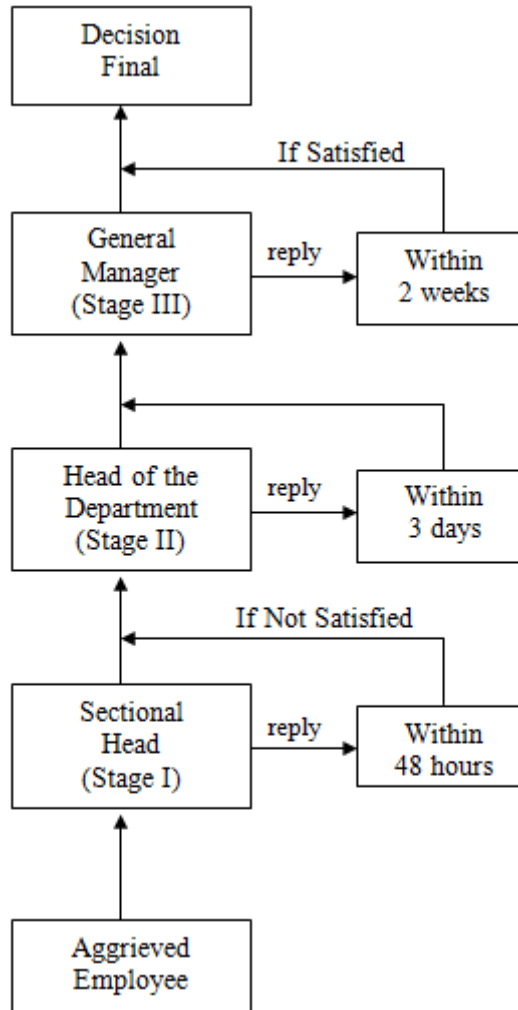 Decision
Final
If Satisfied
General
Manager
(Stage III)
reply
Within
2 weeks
Head of the
Department
(Stage II)
reply
Within
3 days
If Not Satisfied
Sectional
Head
(Stage I)
reply
Within
48 hours
Aggrieved
Employee